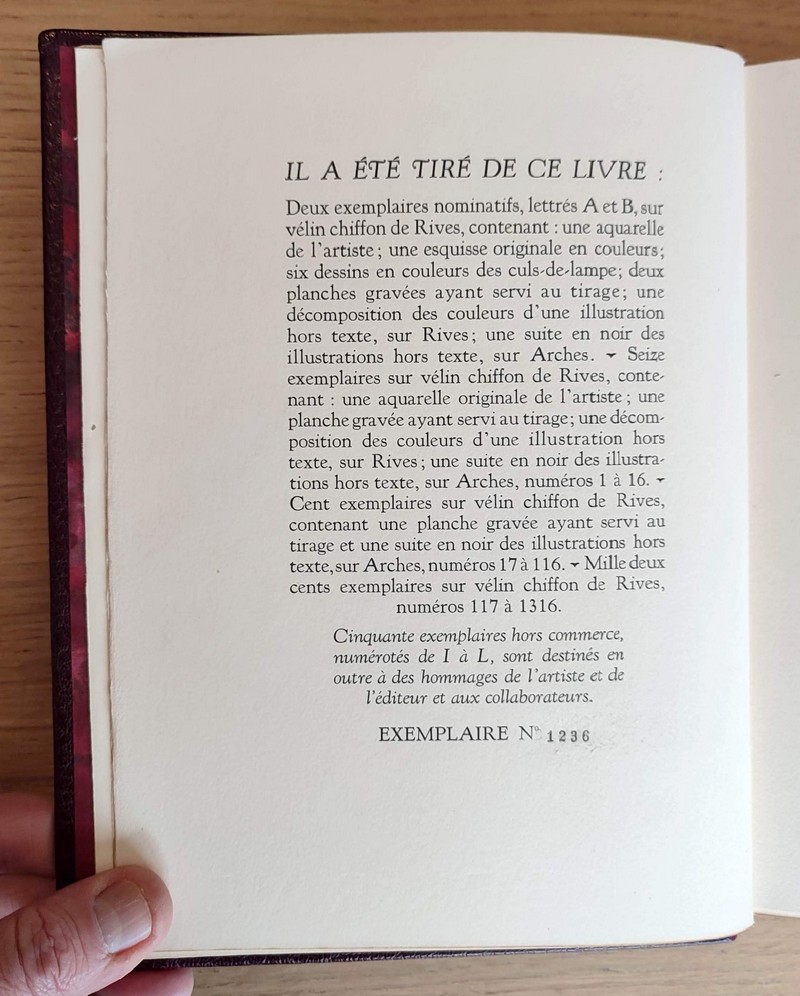 IL A ÉTÉ TIRÉ DE CE LIVRE :
Deux exemplaires nominatifs, lettrés A et B, sur
vélin chiffon de Rives, contenant : une aquarelle
de l'artiste ; une esquisse originale en couleurs ;
six dessins en couleurs des culs-de-lampe ; deux
planches gravées ayant servi au tirage ; une
décomposition des couleurs d'une illustration
hors texte, sur Rives ; une suite en noir des
illustrations hors texte, sur Arches. ▾ Seize
exemplaires sur vélin chiffon de Rives, conte-
nant : une aquarelle originale de l'artiste ; une
planche gravée ayant servi au tirage ; une décom-
position des couleurs d'une illustration hors
texte, sur Rives ; une suite en noir des illustra-
tions hors texte, sur Arches, numéros 1 à 16. ▾
Cent exemplaires sur vélin chiffon de Rives,
contenant une planche gravée ayant servi au
tirage et une suite en noir des illustrations hors
texte, sur Arches, numéros 17 à 116. ▾ Mille deux
cents exemplaires sur vélin chiffon de Rives,
numéros 117 à 1316.
Cinquante exemplaires hors commerce,
numérotés de I à L, sont destinés en
outre à des hommages de l'artiste et de
l'éditeur et aux collaborateurs.
EXEMPLAIRE N° 1236